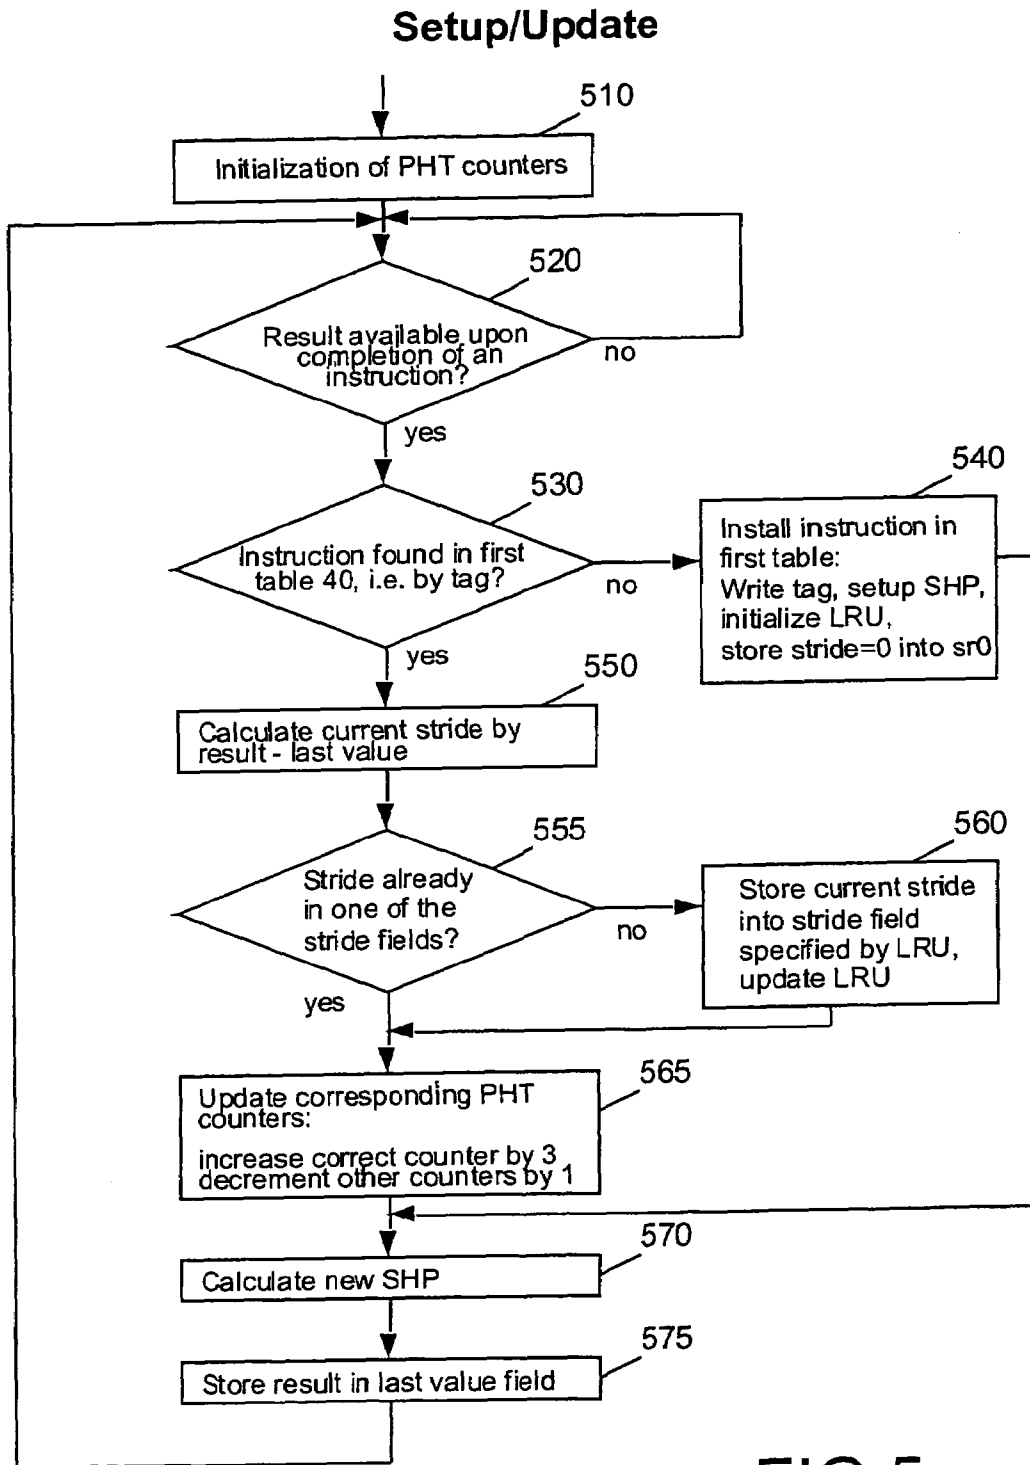 Setup/Update
510
Initialization of PHT counters
520
Result available upon
completion of an
instruction?
no
yes
530
Instruction found in first
table 40, i.e. by tag?
no
yes
540
Install instruction in
first table:
Write tag, setup SHP,
initialize LRU,
store stride=0 into sr0
550
Calculate current stride by
result - last value
555
Stride already
in one of the
stride fields?
no
yes
560
Store current stride
into stride field
specified by LRU,
update LRU
565
Update corresponding PHT
counters:
increase correct counter by 3
decrement other counters by 1
570
Calculate new SHP
575
Store result in last value field
FIG 5